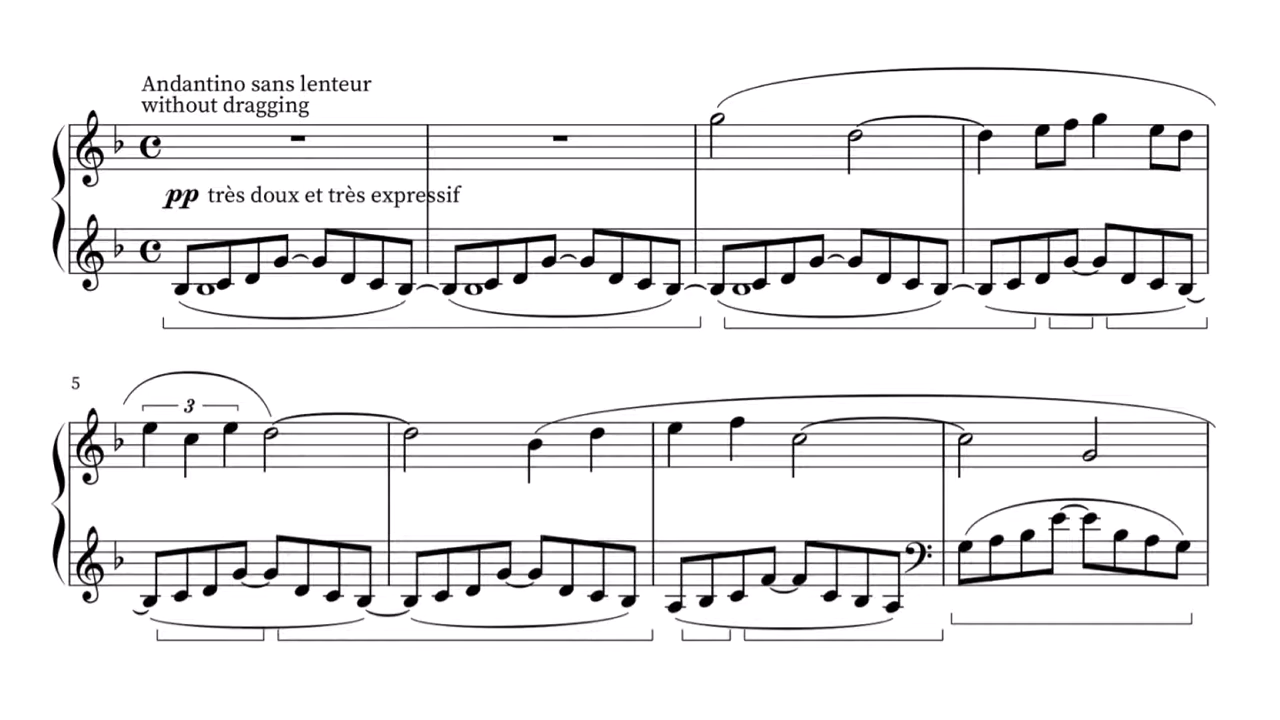 Andantino sans lenteur
without dragging
pp très doux et très expressif
5
3